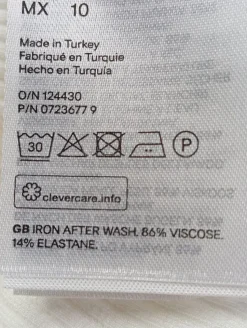 MX 10
Made in Turkey
Fabriqué en Turquie
Hecho en Turquía
O/N 124430
P/N 0723677 9
30 P
clevercare.info
GB IRON AFTER WASH. 86% VISCOSE.
14% ELASTANE.